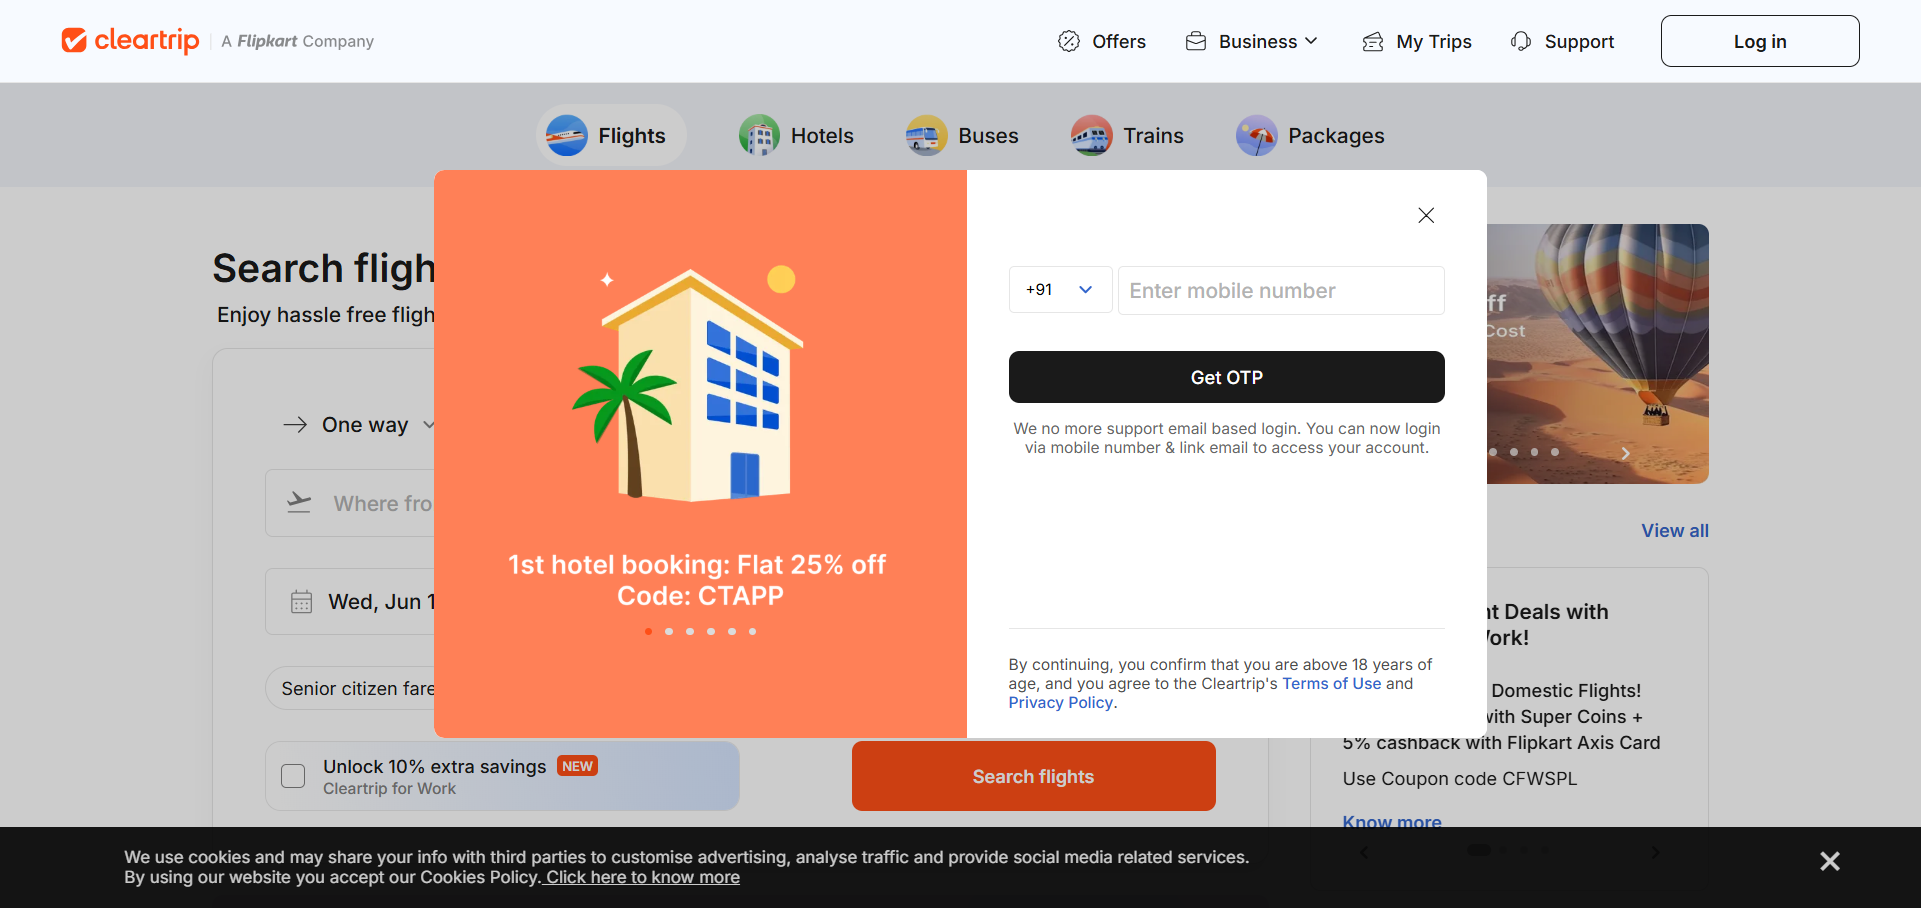 cleartrip
A Flipkart Company
Offers
Business
My Trips
Support
Log in
Flights
Hotels
Buses
Trains
Packages
Search fligh
Enjoy hassle free fligh
One way
Where fro
Wed, Jun 1
Senior citizen fare
Unlock 10% extra savings NEW
Cleartrip for Work
Search flights
1st hotel booking: Flat 25% off
Code: CTAPP
+91
Enter mobile number
Get OTP
We no more support email based login. You can now login
via mobile number & link email to access your account.
By continuing, you confirm that you are above 18 years of
age, and you agree to the Cleartrip's Terms of Use and
Privacy Policy.
ff
Cost
View all
nt Deals with
Work!
Domestic Flights!
with Super Coins +
5% cashback with Flipkart Axis Card
Use Coupon code CFWSPL
Know more
We use cookies and may share your info with third parties to customise advertising, analyse traffic and provide social media related services.
By using our website you accept our Cookies Policy. Click here to know more